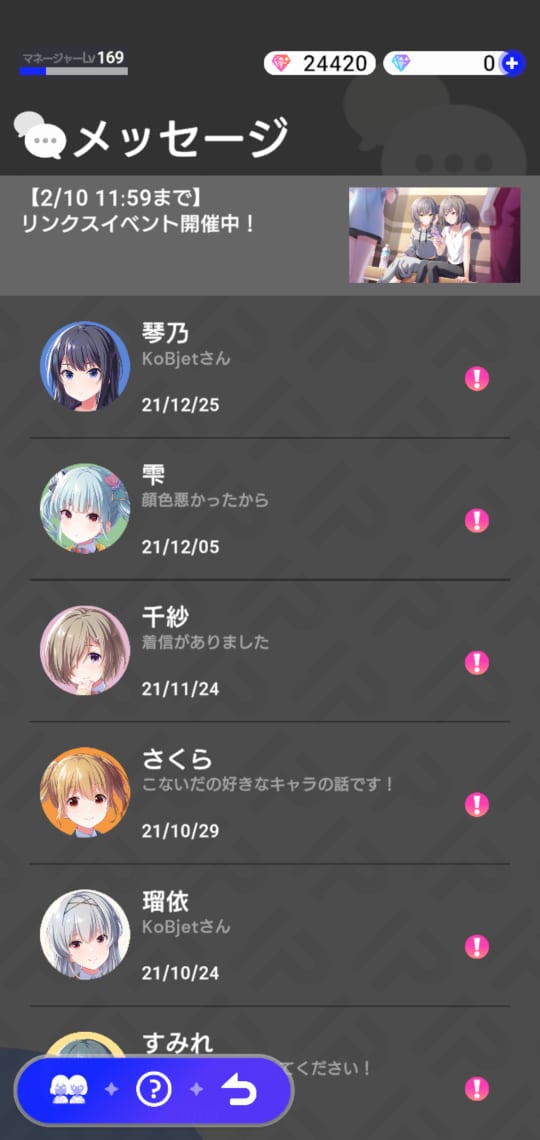 マネージャーLv 169
24420
0
メッセージ
【2/10 11:59まで】
リンクスイベント開催中！
琴乃
KoBjetさん
21/12/25
雫
顔色悪かったから
21/12/05
千紗
着信がありました
21/11/24
さくら
こないだの好きなキャラの話です！
21/10/29
瑠依
KoBjetさん
21/10/24
すみれ
てください！